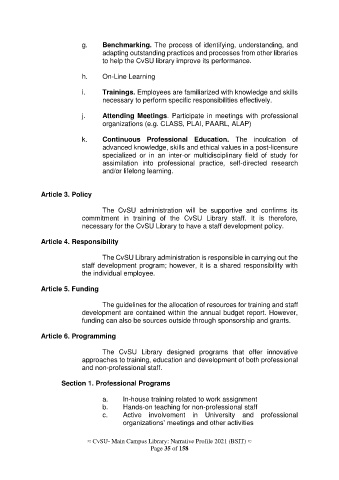 g. Benchmarking. The process of identifying, understanding, and
adapting outstanding practices and processes from other libraries
to help the CvSU library improve its performance.
h. On-Line Learning
i. Trainings. Employees are familiarized with knowledge and skills
necessary to perform specific responsibilities effectively.
j. Attending Meetings. Participate in meetings with professional
organizations (e.g. CLASS, PLAI, PAARL, ALAP)
k. Continuous Professional Education. The inculcation of
advanced knowledge, skills and ethical values in a post-licensure
specialized or in an inter-or multidisciplinary field of study for
assimilation into professional practice, self-directed research
and/or lifelong learning.
Article 3. Policy
The CvSU administration will be supportive and confirms its
commitment in training of the CvSU Library staff. It is therefore,
necessary for the CvSU Library to have a staff development policy.
Article 4. Responsibility
The CvSU Library administration is responsible in carrying out the
staff development program; however, it is a shared responsibility with
the individual employee.
Article 5. Funding
The guidelines for the allocation of resources for training and staff
development are contained within the annual budget report. However,
funding can also be sources outside through sponsorship and grants.
Article 6. Programming
The CvSU Library designed programs that offer innovative
approaches to training, education and development of both professional
and non-professional staff.
Section 1. Professional Programs
a. In-house training related to work assignment
b. Hands-on teaching for non-professional staff
c. Active involvement in University and professional
organizations' meetings and other activities
≈ CvSU- Main Campus Library: Narrative Profile 2021 (BSIT) ≈
Page 35 of 158